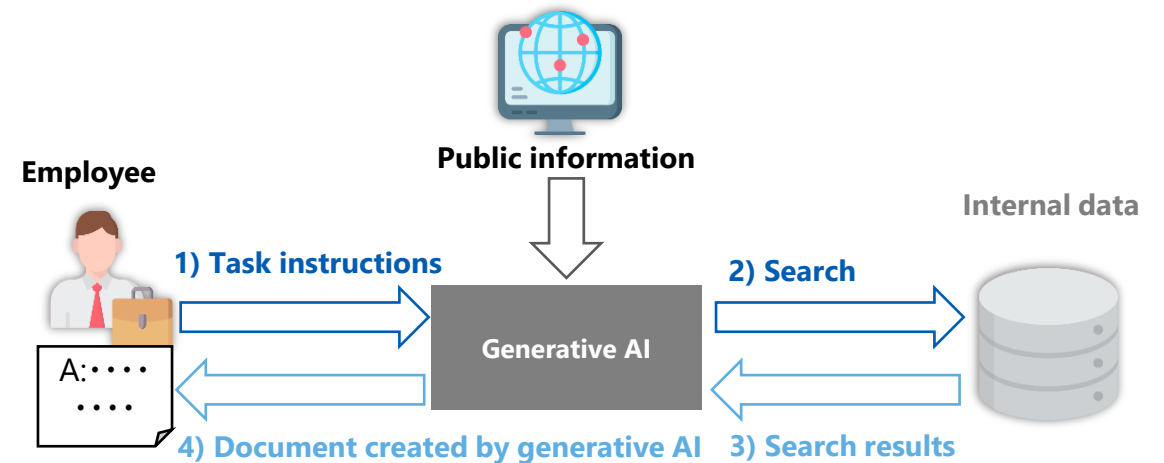 Public information
Employee
Internal data
1) Task instructions
2) Search
Generative AI
A:････
････
4) Document created by generative AI
3) Search results